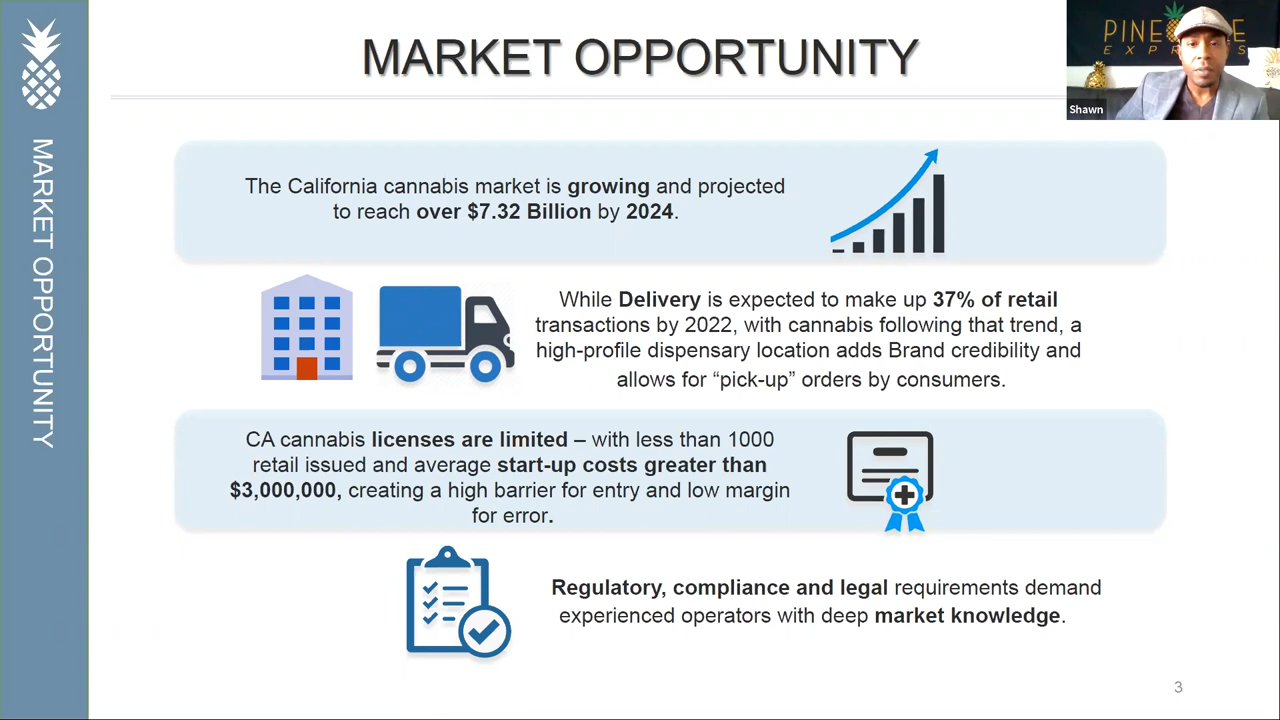 MARKET OPPORTUNITY
MARKET OPPORTUNITY
Shawn
The California cannabis market is growing and projected
to reach over $7.32 Billion by 2024.
While Delivery is expected to make up 37% of retail
transactions by 2022, with cannabis following that trend, a
high-profile dispensary location adds Brand credibility and
allows for “pick-up” orders by consumers.
CA cannabis licenses are limited – with less than 1000
retail issued and average start-up costs greater than
$3,000,000, creating a high barrier for entry and low margin
for error.
Regulatory, compliance and legal requirements demand
experienced operators with deep market knowledge.
3